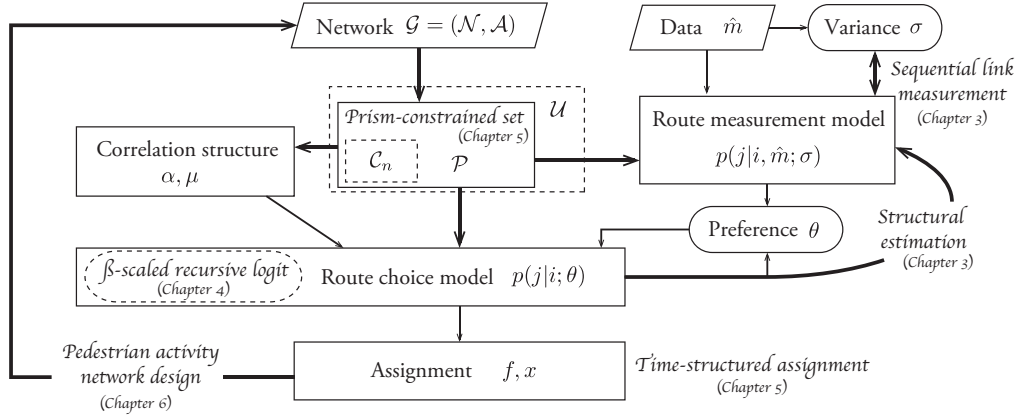 Network 𝒢 = (𝒩, 𝒜)
Data m̂
Variance σ
Sequential link
measurement
(Chapter 3)
Prism-constrained set
(Chapter 5)
𝒰
𝒞ₙ
𝒫
Correlation structure
α, μ
Route measurement model
p(j|i, m̂; σ)
Preference θ
Structural
estimation
(Chapter 3)
β-scaled recursive logit
(Chapter 4)
Route choice model p(j|i; θ)
Pedestrian activity
network design
(Chapter 6)
Assignment f, x
Time-structured assignment
(Chapter 5)